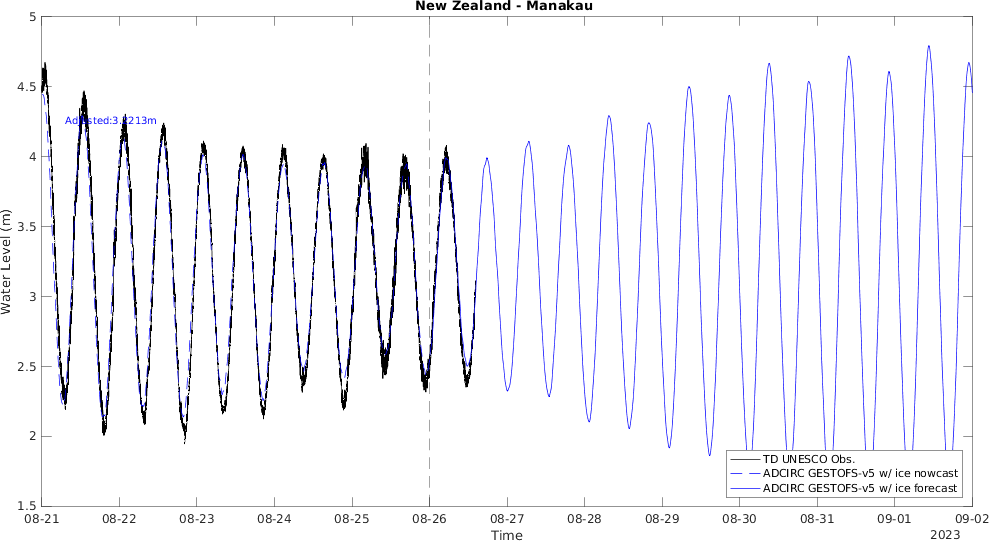 New Zealand - Manakau
5
4.5
4
3.5
3
2.5
2
1.5
Water Level (m)
08-21 08-22 08-23 08-24 08-25 08-26 08-27 08-28 08-29 08-30 08-31 09-01 09-02
Time
2023
TD UNESCO Obs.
ADCIRC GESTOFS-v5 w/ ice nowcast
ADCIRC GESTOFS-v5 w/ ice forecast